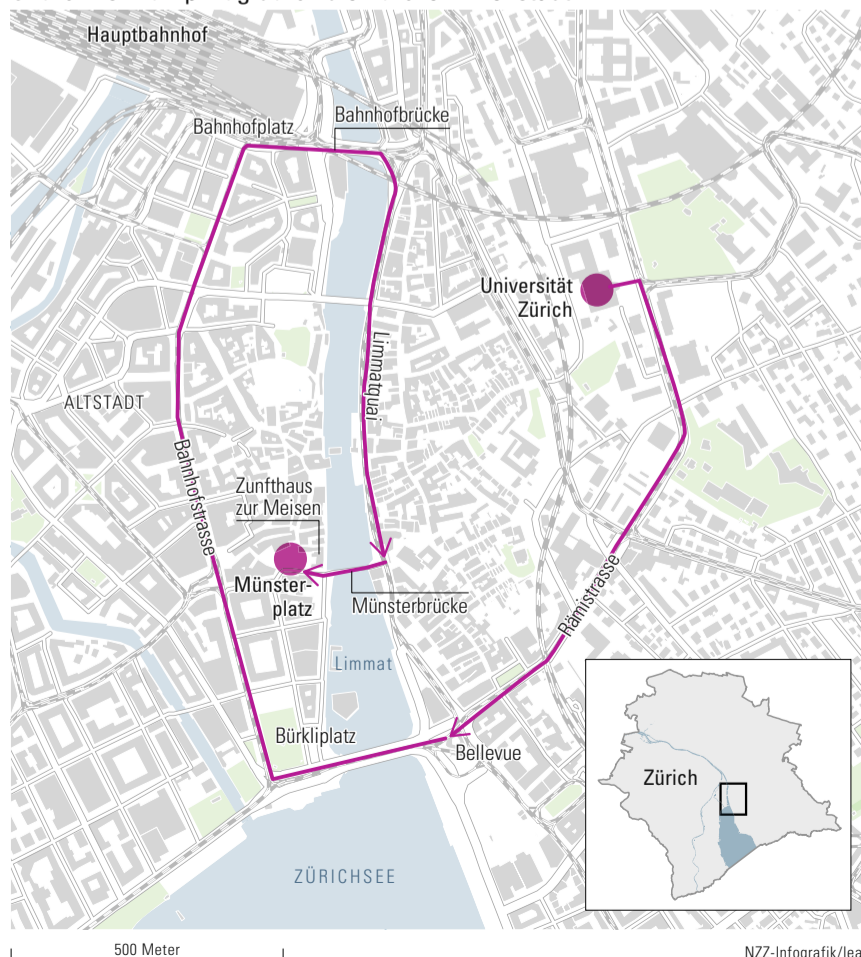 Hauptbahnhof
Bahnhofbrücke
Bahnhofplatz
Universität
Zürich
Limmatquai
ALTSTADT
Bahnhofstrasse
Zunfthaus
zur Meisen
Münster-
platz
Münsterbrücke
Rämistrasse
Limmat
Bürkliplatz
Bellevue
Zürich
ZÜRICHSEE
500 Meter
NZZ-Infografik/lea